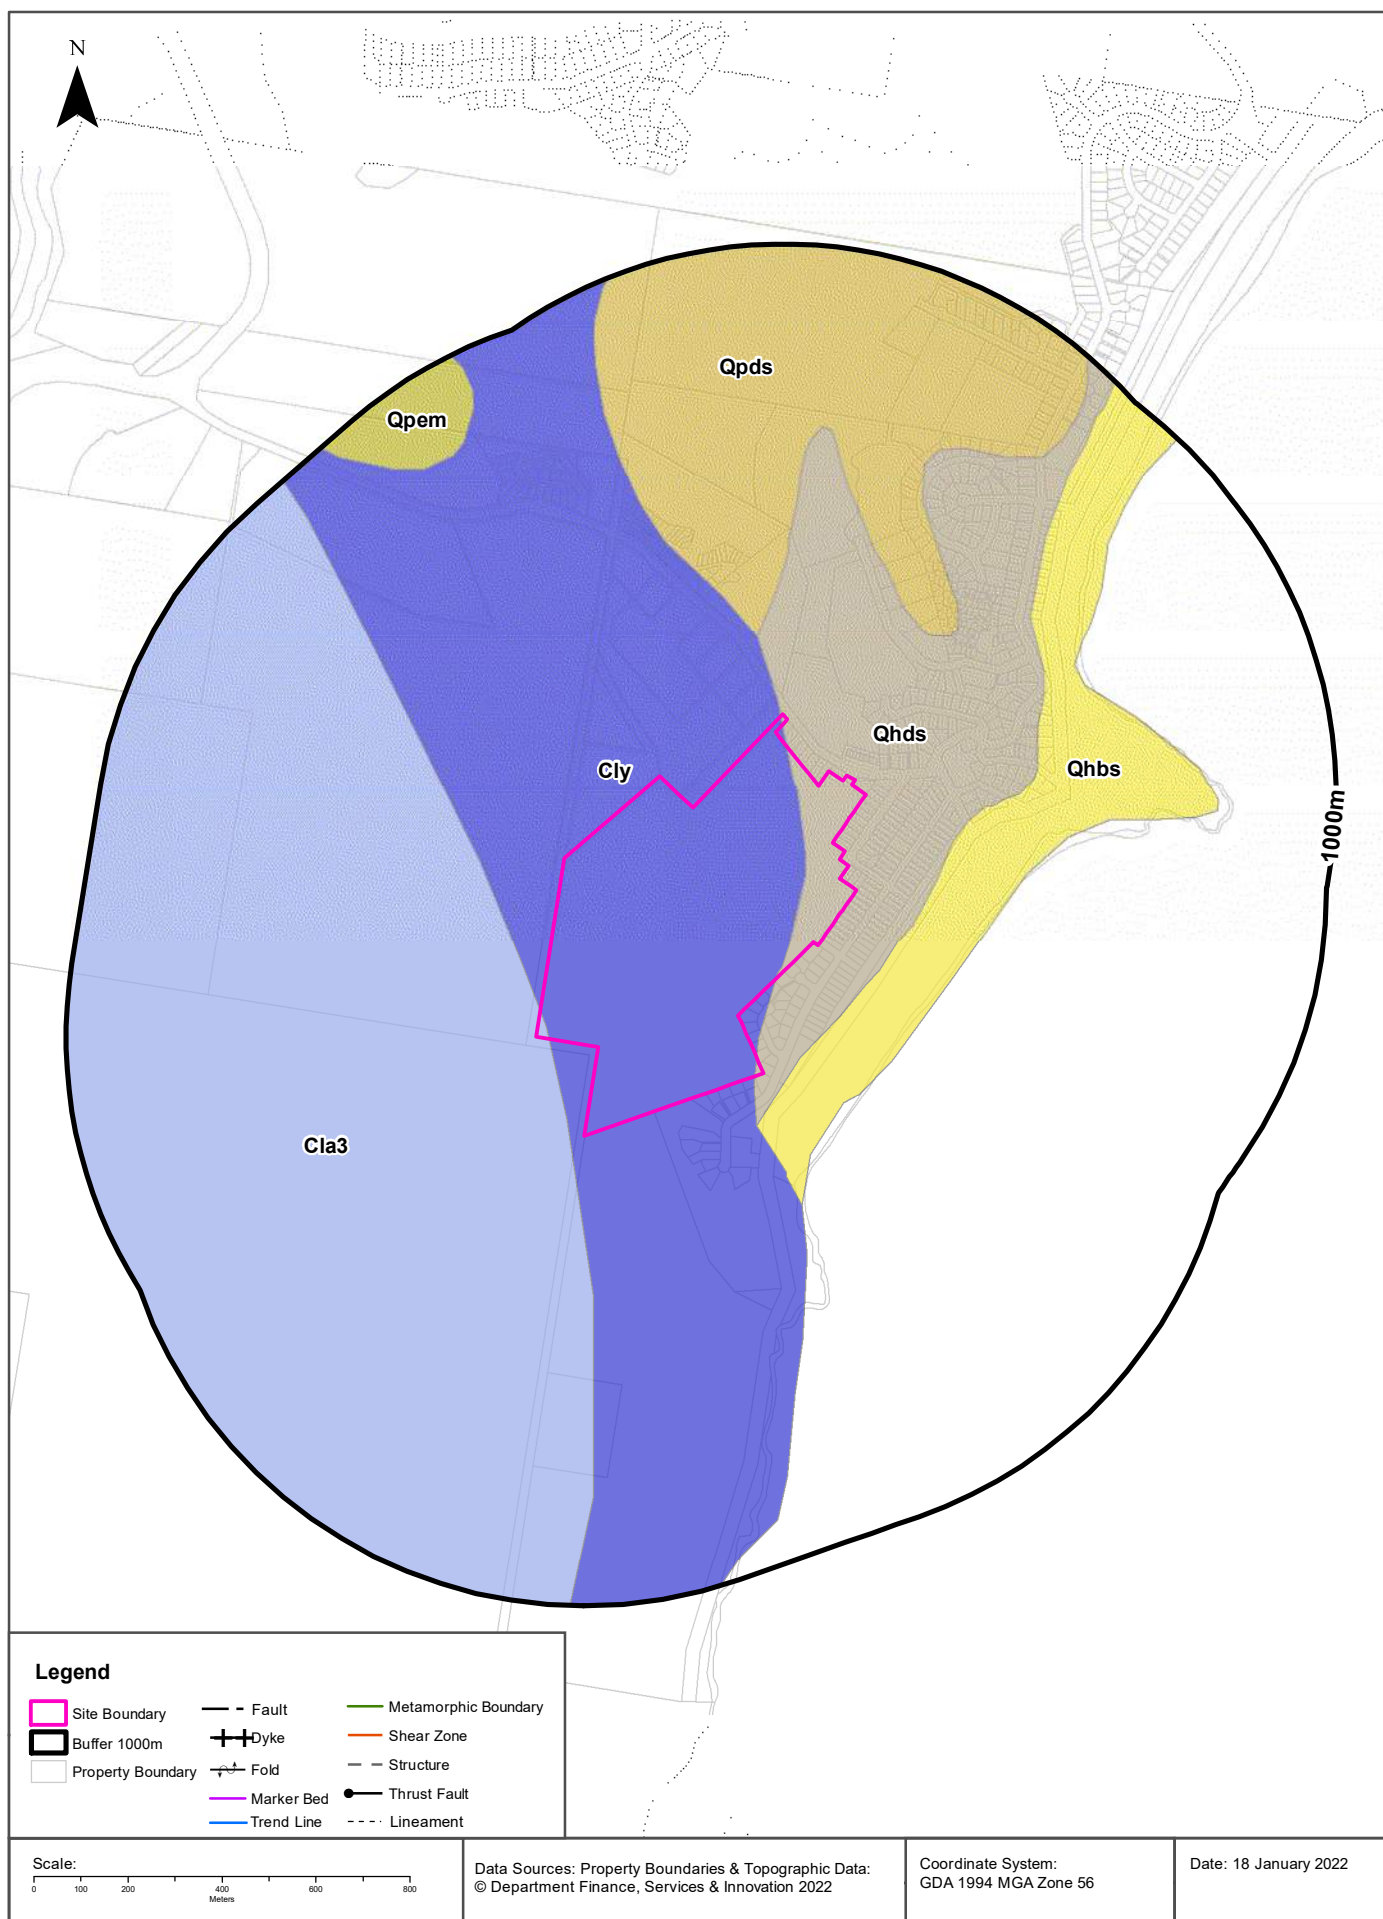 N
Qpds
Qpem
Qhds
Cly
Qhbs
1000m
Cla3
Legend
Site Boundary
Buffer 1000m
Property Boundary
Fault
Dyke
Fold
Marker Bed
Trend Line
Metamorphic Boundary
Shear Zone
Structure
Thrust Fault
Lineament
Scale:
0 100 200 400 600 800
Meters
Data Sources: Property Boundaries & Topographic Data:
© Department Finance, Services & Innovation 2022
Coordinate System:
GDA 1994 MGA Zone 56
Date: 18 January 2022